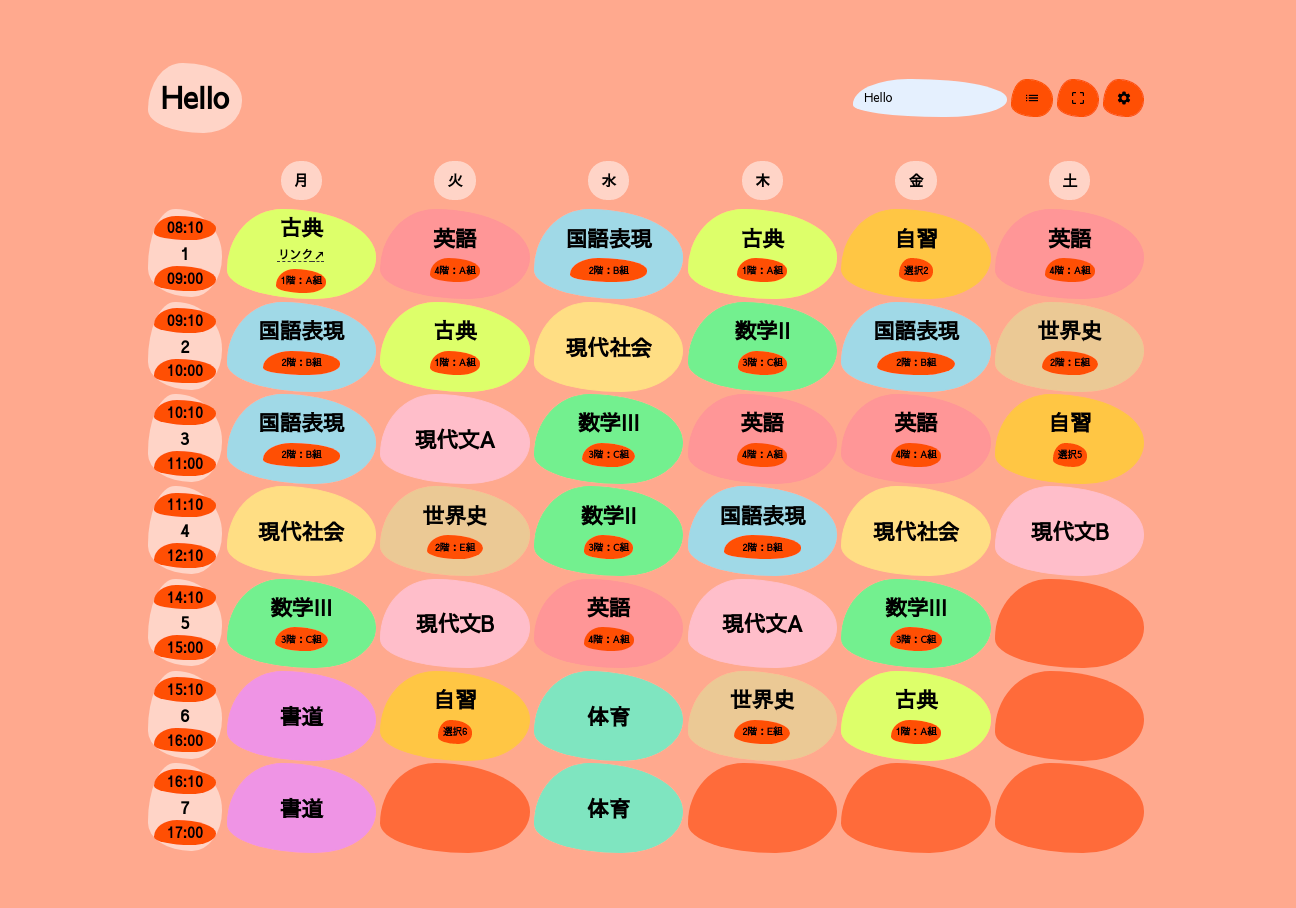 Hello
Hello
月 火 水 木 金 土
08:10
1
09:00
古典
リンク↗
1階：A組
英語
4階：A組
国語表現
2階：B組
古典
1階：A組
自習
選択2
英語
4階：A組
09:10
2
10:00
国語表現
2階：B組
古典
1階：A組
現代社会
数学II
3階：C組
国語表現
2階：B組
世界史
2階：E組
10:10
3
11:00
国語表現
2階：B組
現代文A
数学III
3階：C組
英語
4階：A組
英語
4階：A組
自習
選択5
11:10
4
12:10
現代社会
世界史
2階：E組
数学II
3階：C組
国語表現
2階：B組
現代社会
現代文B
14:10
5
15:00
数学III
3階：C組
現代文B
英語
4階：A組
現代文A
数学III
3階：C組
15:10
6
16:00
書道
自習
選択6
体育
世界史
2階：E組
古典
1階：A組
16:10
7
17:00
書道
体育